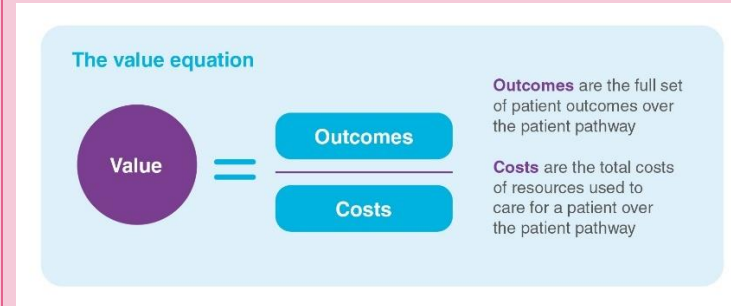 The value equation
Value
=
Outcomes
Costs
Outcomes are the full set
of patient outcomes over
the patient pathway
Costs are the total costs
of resources used to
care for a patient over
the patient pathway